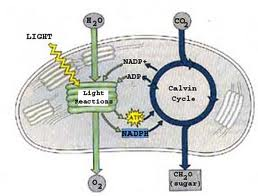 H₂O
CO₂
LIGHT
NADP+
ADP
Light
Reactions
Calvin
Cycle
ATP
NADPH
O₂
CH₂O
(sugar)